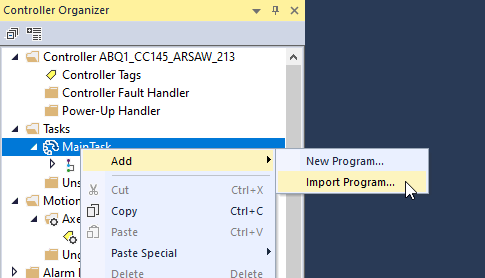 Controller Organizer
Controller ABQ1_CC145_ARSAW_213
Controller Tags
Controller Fault Handler
Power-Up Handler
Tasks
MainTask
Add
New Program...
Import Program...
Uns
Cut Ctrl+X
Motion
Copy Ctrl+C
Axe
Paste Ctrl+V
Ung
Paste Special
Alarm
Delete Delete